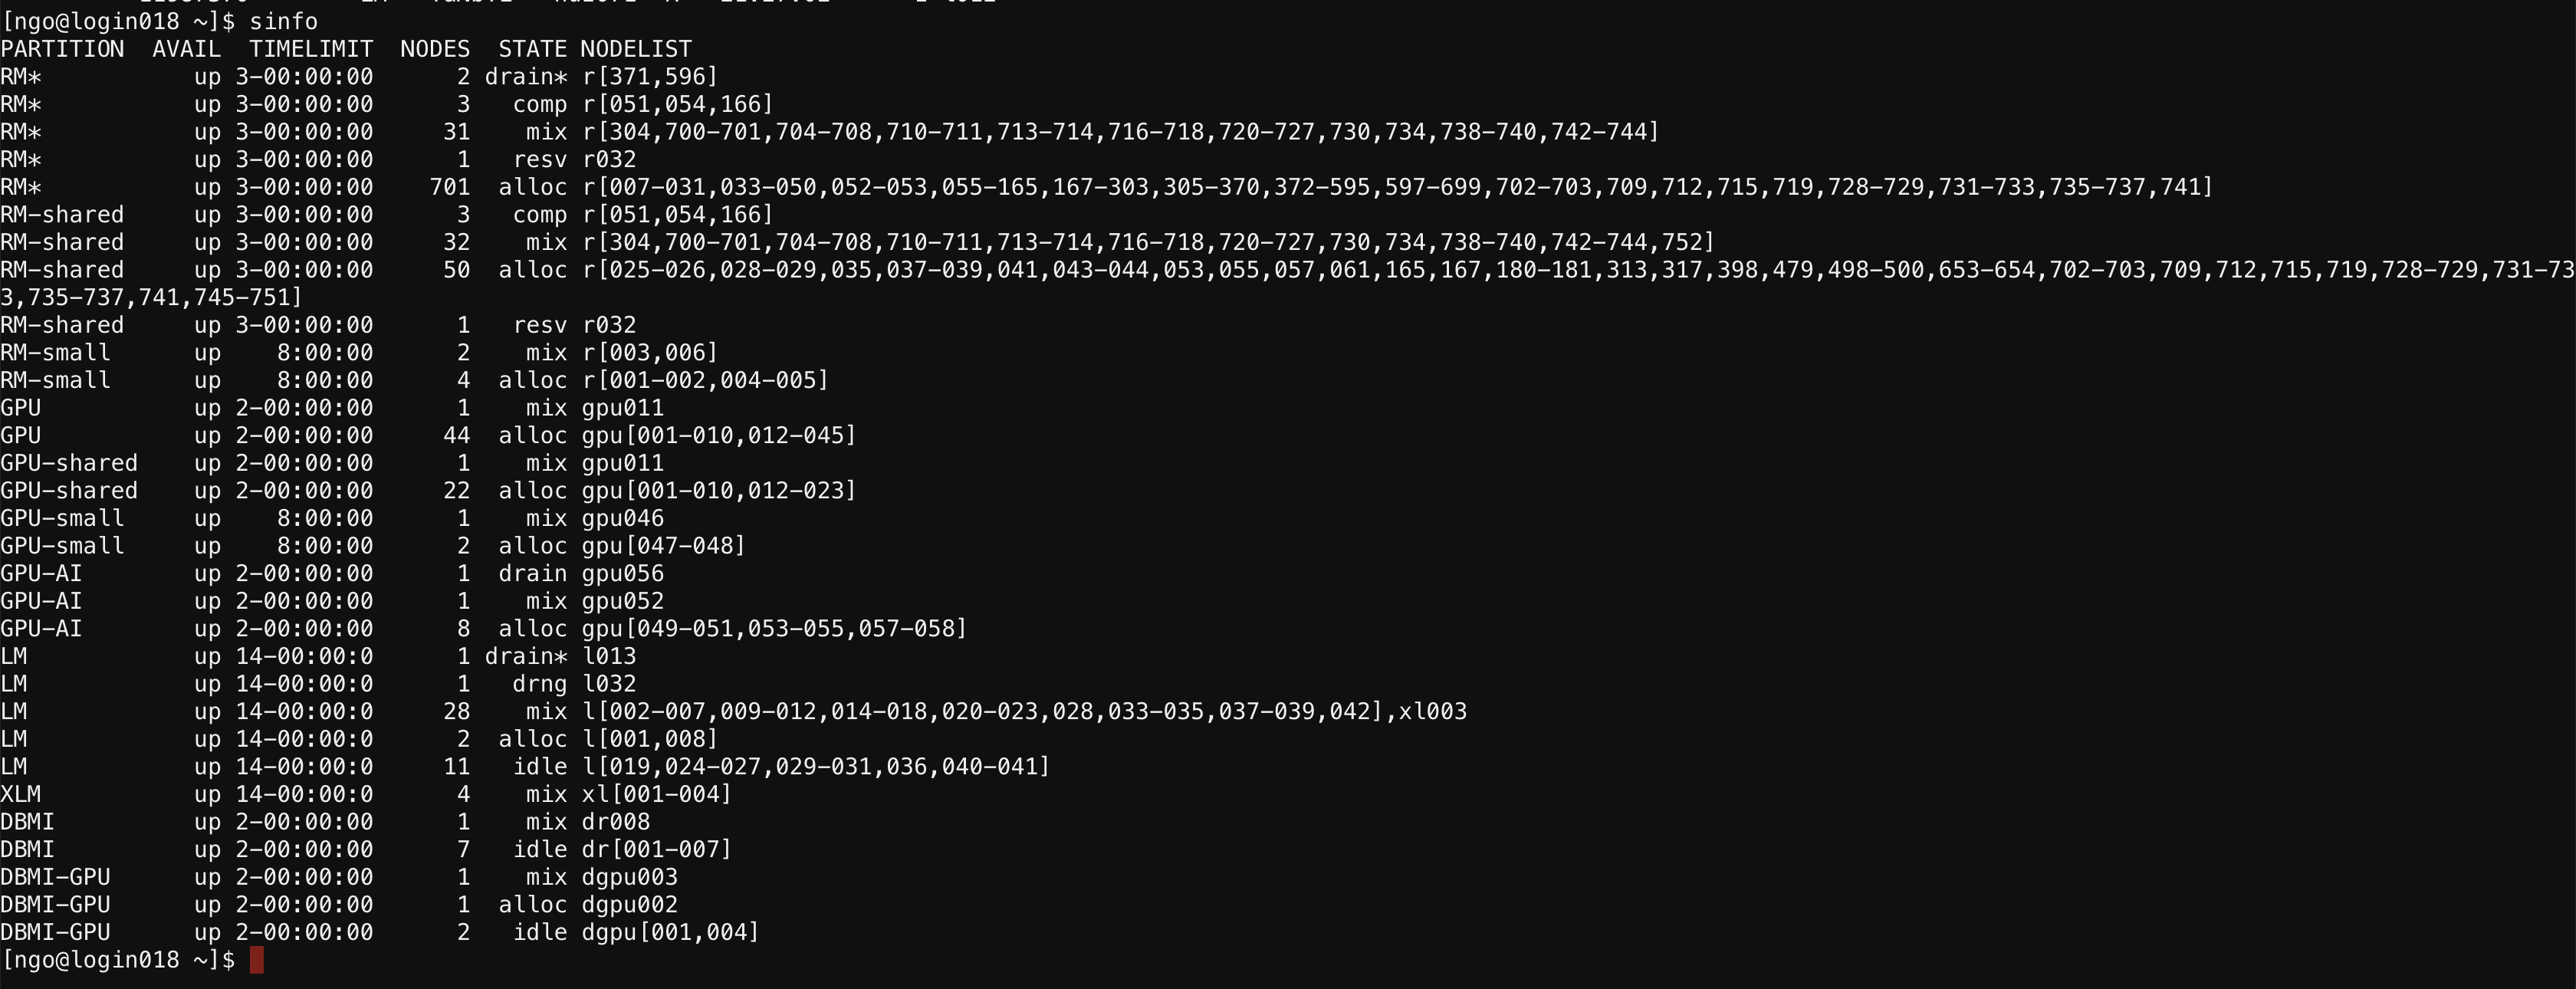 [ngo@login018 ~]$ sinfo
PARTITION  AVAIL  TIMELIMIT  NODES  STATE NODELIST
RM*           up 3-00:00:00      2 drain* r[371,596]
RM*           up 3-00:00:00      3   comp r[051,054,166]
RM*           up 3-00:00:00     31    mix r[304,700-701,704-708,710-711,713-714,716-718,720-727,730,734,738-740,742-744]
RM*           up 3-00:00:00      1   resv r032
RM*           up 3-00:00:00    701  alloc r[007-031,033-050,052-053,055-165,167-303,305-370,372-595,597-699,702-703,709,712,715,719,728-729,731-733,735-737,741]
RM-shared     up 3-00:00:00      3   comp r[051,054,166]
RM-shared     up 3-00:00:00     32    mix r[304,700-701,704-708,710-711,713-714,716-718,720-727,730,734,738-740,742-744,752]
RM-shared     up 3-00:00:00     50  alloc r[025-026,028-029,035,037-039,041,043-044,053,055,057,061,165,167,180-181,313,317,398,479,498-500,653-654,702-703,709,712,715,719,728-729,731-73
3,735-737,741,745-751]
RM-shared     up 3-00:00:00      1   resv r032
RM-small      up    8:00:00      2    mix r[003,006]
RM-small      up    8:00:00      4  alloc r[001-002,004-005]
GPU           up 2-00:00:00      1    mix gpu011
GPU           up 2-00:00:00     44  alloc gpu[001-010,012-045]
GPU-shared    up 2-00:00:00      1    mix gpu011
GPU-shared    up 2-00:00:00     22  alloc gpu[001-010,012-023]
GPU-small     up    8:00:00      1    mix gpu046
GPU-small     up    8:00:00      2  alloc gpu[047-048]
GPU-AI        up 2-00:00:00      1  drain gpu056
GPU-AI        up 2-00:00:00      1    mix gpu052
GPU-AI        up 2-00:00:00      8  alloc gpu[049-051,053-055,057-058]
LM            up 14-00:00:0      1 drain* l013
LM            up 14-00:00:0      1   drng l032
LM            up 14-00:00:0     28    mix l[002-007,009-012,014-018,020-023,028,033-035,037-039,042],xl003
LM            up 14-00:00:0      2  alloc l[001,008]
LM            up 14-00:00:0     11   idle l[019,024-027,029-031,036,040-041]
XLM           up 14-00:00:0      4    mix xl[001-004]
DBMI          up 2-00:00:00      1    mix dr008
DBMI          up 2-00:00:00      7   idle dr[001-007]
DBMI-GPU      up 2-00:00:00      1    mix dgpu003
DBMI-GPU      up 2-00:00:00      1  alloc dgpu002
DBMI-GPU      up 2-00:00:00      2   idle dgpu[001,004]
[ngo@login018 ~]$